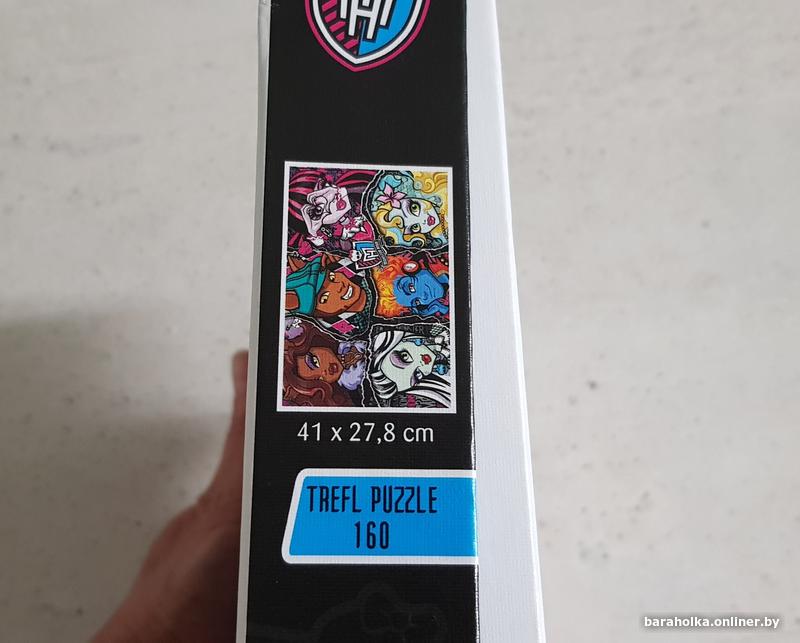 41 x 27,8 cm
TREFL PUZZLE
160
baraholka.onliner.by